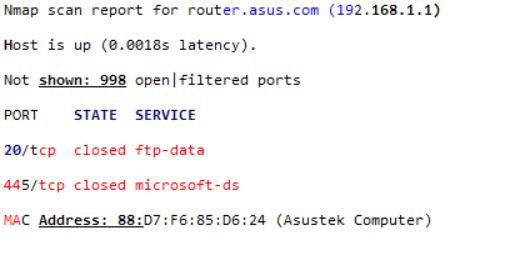 Nmap scan report for router.asus.com (192.168.1.1)
Host is up (0.0018s latency).
Not shown: 998 open|filtered ports
PORT    STATE  SERVICE
20/tcp  closed ftp-data
445/tcp closed microsoft-ds
MAC Address: 88:D7:F6:85:D6:24 (Asustek Computer)